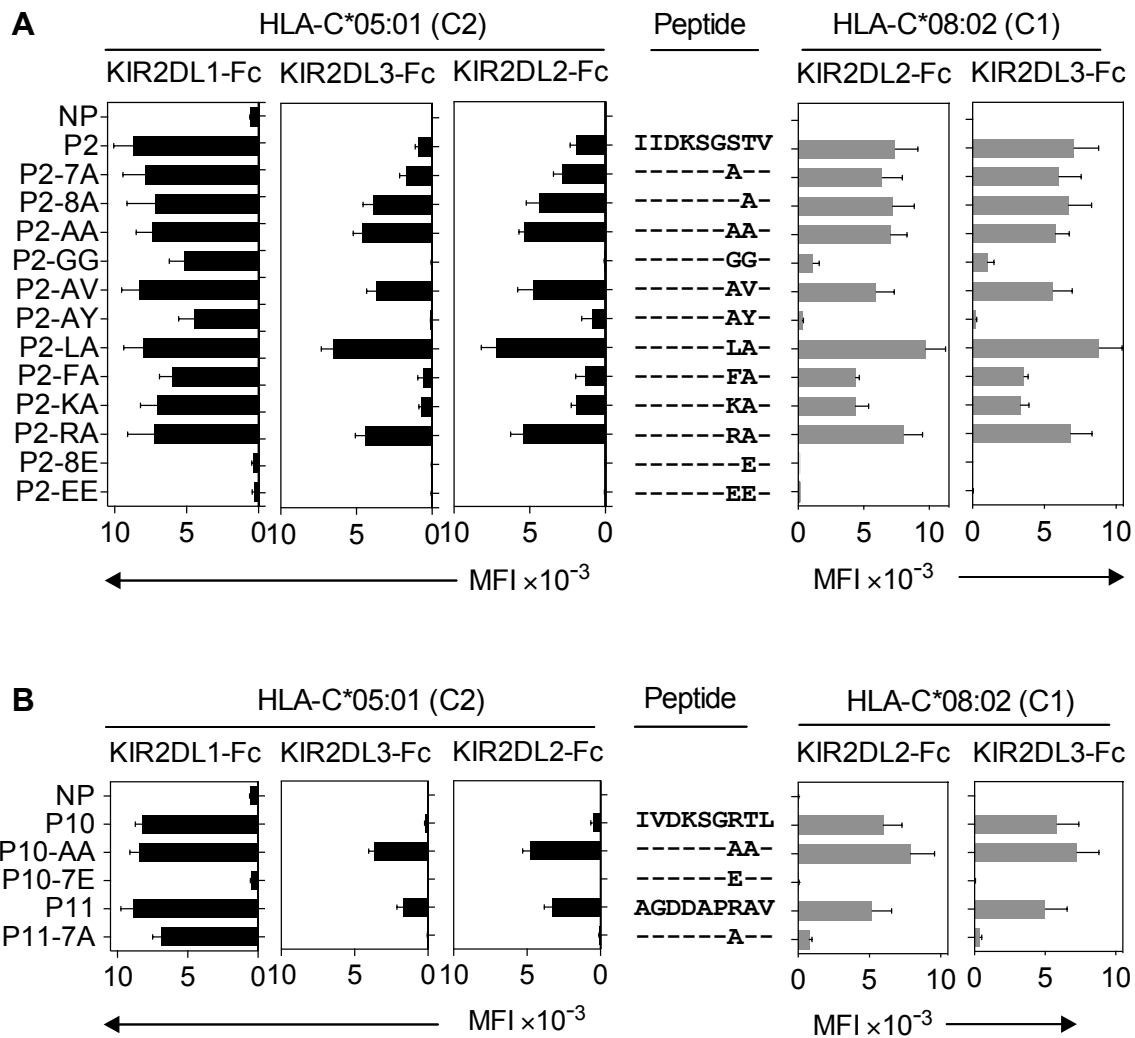 A
HLA-C*05:01 (C2)
Peptide
HLA-C*08:02 (C1)
KIR2DL1-Fc KIR2DL3-Fc KIR2DL2-Fc
KIR2DL2-Fc KIR2DL3-Fc
NP
P2 IIDKSGSTV
P2-7A ------A--
P2-8A -------A-
P2-AA ------AA-
P2-GG ------GG-
P2-AV ------AV-
P2-AY ------AY-
P2-LA ------LA-
P2-FA ------FA-
P2-KA ------KA-
P2-RA ------RA-
P2-8E -------E-
P2-EE ------EE-
10 5 0 10 5 0 10 5 0
0 5 10 0 5 10
MFI ×10⁻³
MFI ×10⁻³
B
HLA-C*05:01 (C2)
Peptide
HLA-C*08:02 (C1)
KIR2DL1-Fc KIR2DL3-Fc KIR2DL2-Fc
KIR2DL2-Fc KIR2DL3-Fc
NP
P10 IVDKSGRTL
P10-AA ------AA-
P10-7E ------E--
P11 AGDDAPRAV
P11-7A ------A--
10 5 0 10 5 0 10 5 0
0 5 10 0 5 10
MFI ×10⁻³
MFI ×10⁻³